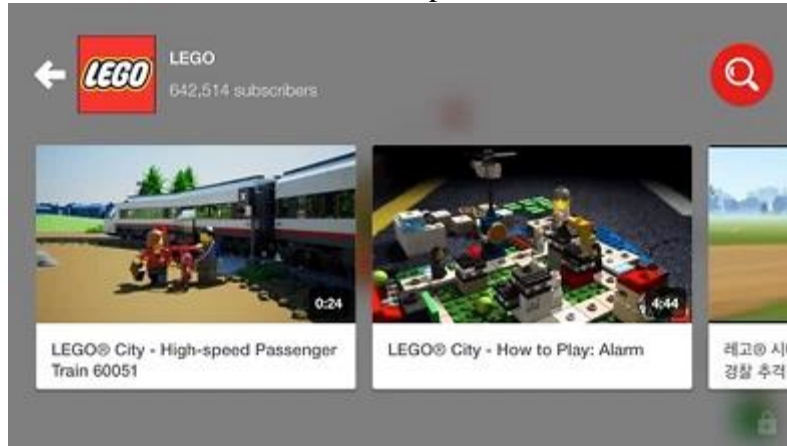 LEGO
LEGO
642,514 subscribers
0:24
LEGO® City - High-speed Passenger
Train 60051
4:44
LEGO® City - How to Play: Alarm
레고® 시
경찰 추격